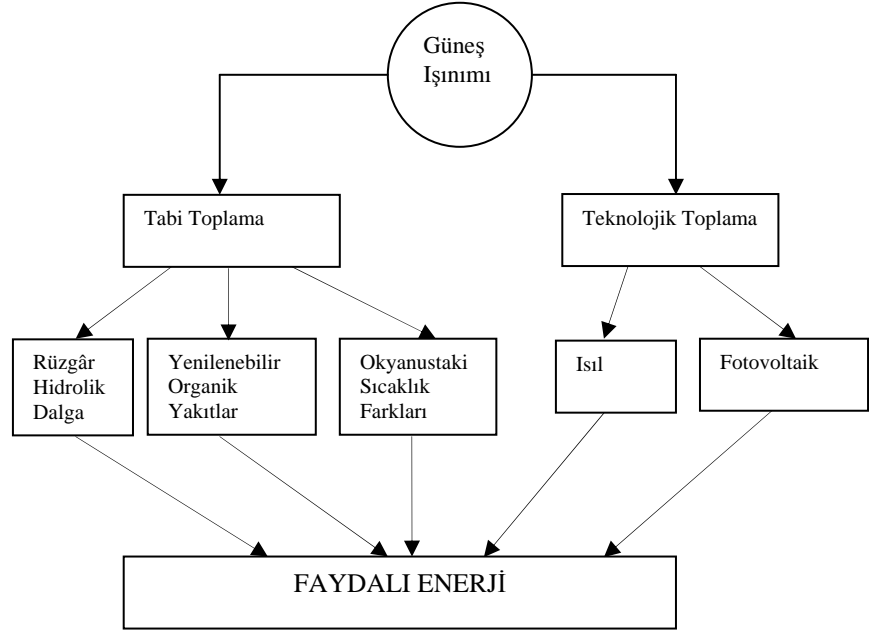 Güneş
Işınımı
Tabi Toplama
Teknolojik Toplama
Rüzgâr
Hidrolik
Dalga
Yenilenebilir
Organik
Yakıtlar
Okyanustaki
Sıcaklık
Farkları
Isıl
Fotovoltaik
FAYDALI ENERJİ